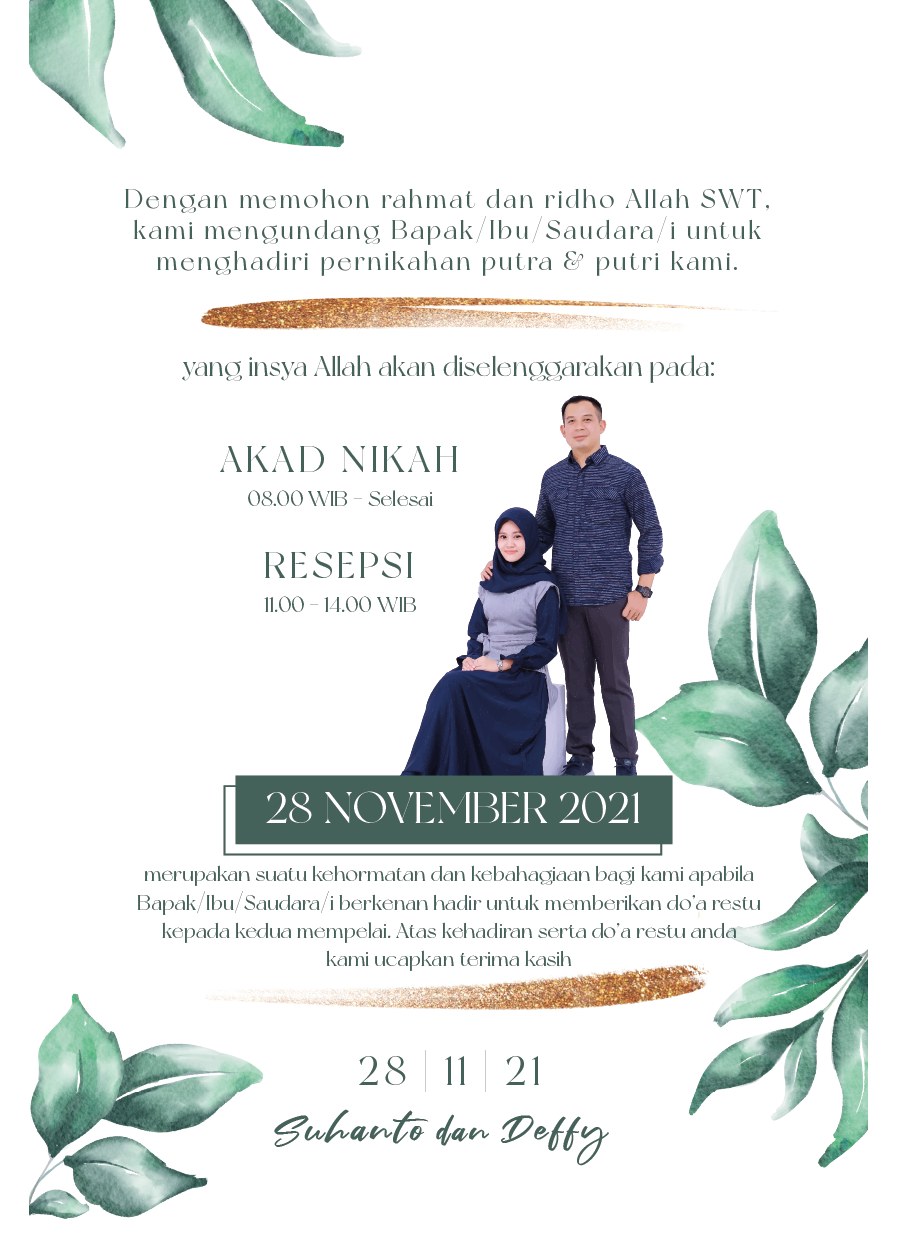 Dengan memohon rahmat dan ridho Allah SWT,
kami mengundang Bapak/Ibu/Saudara/i untuk
menghadiri pernikahan putra & putri kami.
yang insya Allah akan diselenggarakan pada:
AKAD NIKAH
08.00 WIB - Selesai
RESEPSI
11.00 - 14.00 WIB
28 NOVEMBER 2021
merupakan suatu kehormatan dan kebahagiaan bagi kami apabila
Bapak/Ibu/Saudara/i berkenan hadir untuk memberikan do'a restu
kepada kedua mempelai. Atas kehadiran serta do'a restu anda
kami ucapkan terima kasih
28 | 11 | 21
Suhanto dan Deffy